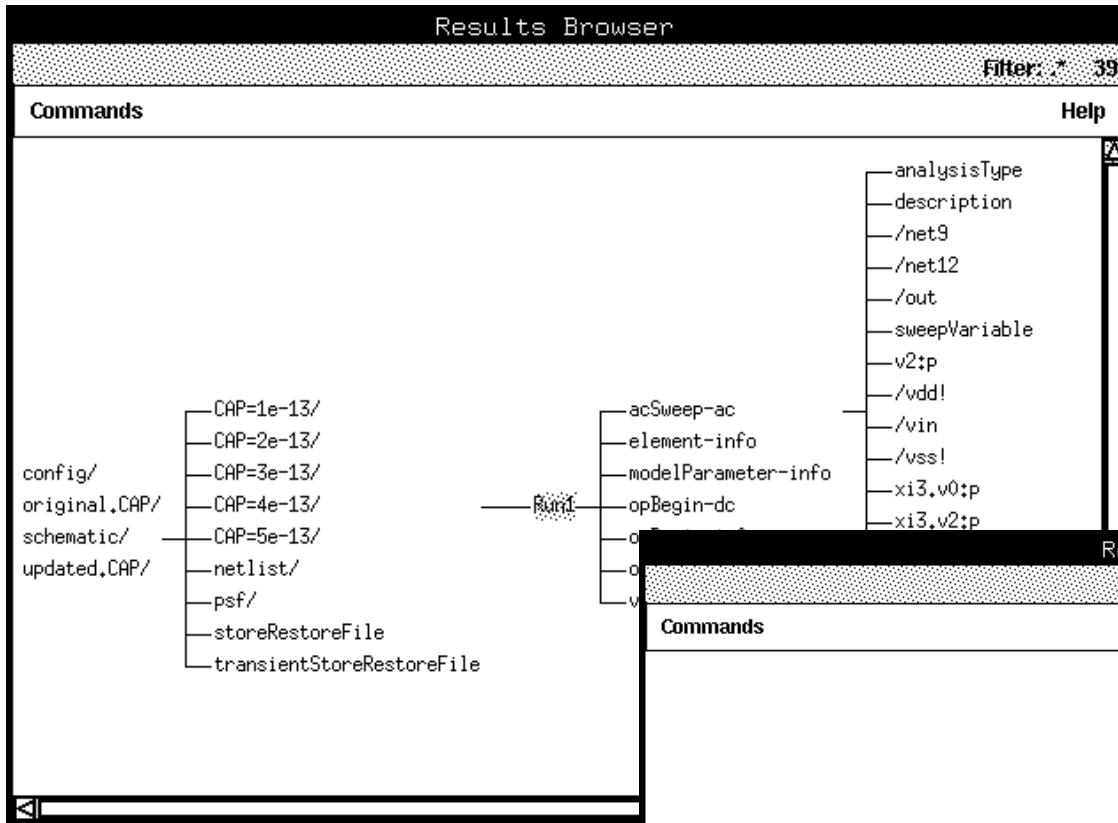 Results Browser
Filter: .* 39
Commands Help
analysisType
description
/net9
/net12
/out
sweepVariable
v2:p
/vdd!
CAP=1e-13/ acSweep-ac
/vin
CAP=2e-13/ element-info
/vss!
config/ CAP=3e-13/ modelParameter-info
xi3.v0:p
original.CAP/ CAP=4e-13/ Run1 opBegin-dc
xi3.v2:p
schematic/ CAP=5e-13/
updated.CAP/ netlist/
psf/
storeRestoreFile
transientStoreRestoreFile
Commands